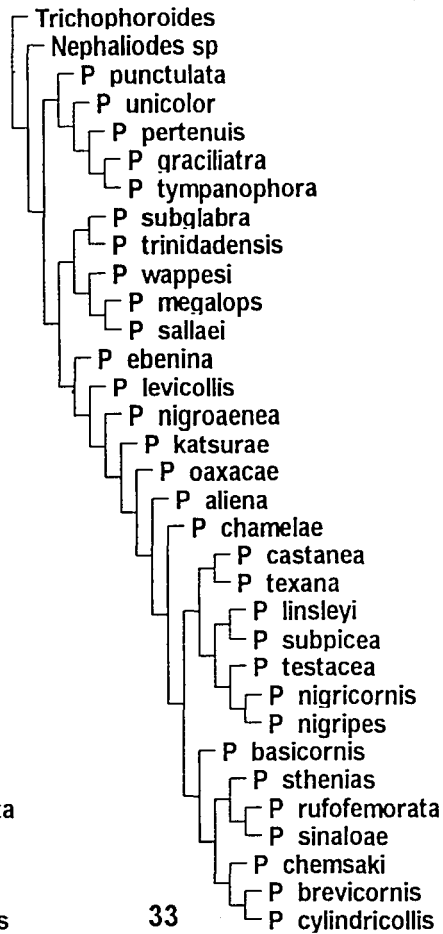 Trichophoroides
Nephaliodes sp
P punctulata
P unicolor
P pertenuis
P graciliatra
P tympanophora
P subglabra
P trinidadensis
P wappesi
P megalops
P sallaei
P ebenina
P levicollis
P nigroaenea
P katsurae
P oaxacae
P aliena
P chamelae
P castanea
P texana
P linsleyi
P subpicea
P testacea
P nigricornis
P nigripes
P basicornis
P sthenias
P rufofemorata
P sinaloae
P chemsaki
P brevicornis
P cylindricollis
33